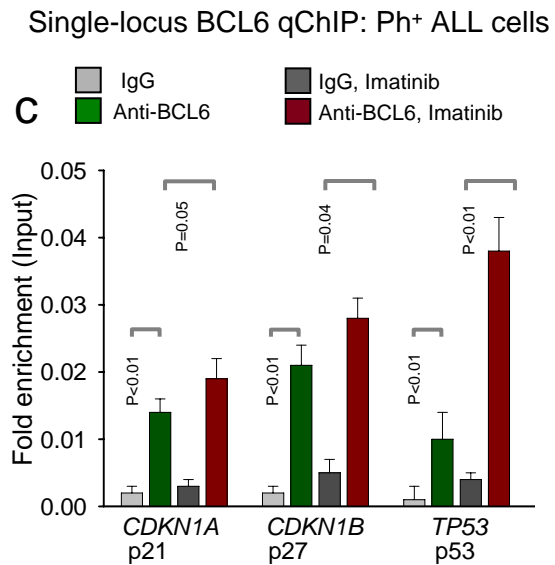 Single-locus BCL6 qChIP: Ph⁺ ALL cells
C
IgG
IgG, Imatinib
Anti-BCL6
Anti-BCL6, Imatinib
Fold enrichment (Input)
0.05
0.04
0.03
0.02
0.01
0.00
P<0.01
P=0.05
P<0.01
P=0.04
P<0.01
P<0.01
CDKN1A CDKN1B TP53
p21 p27 p53